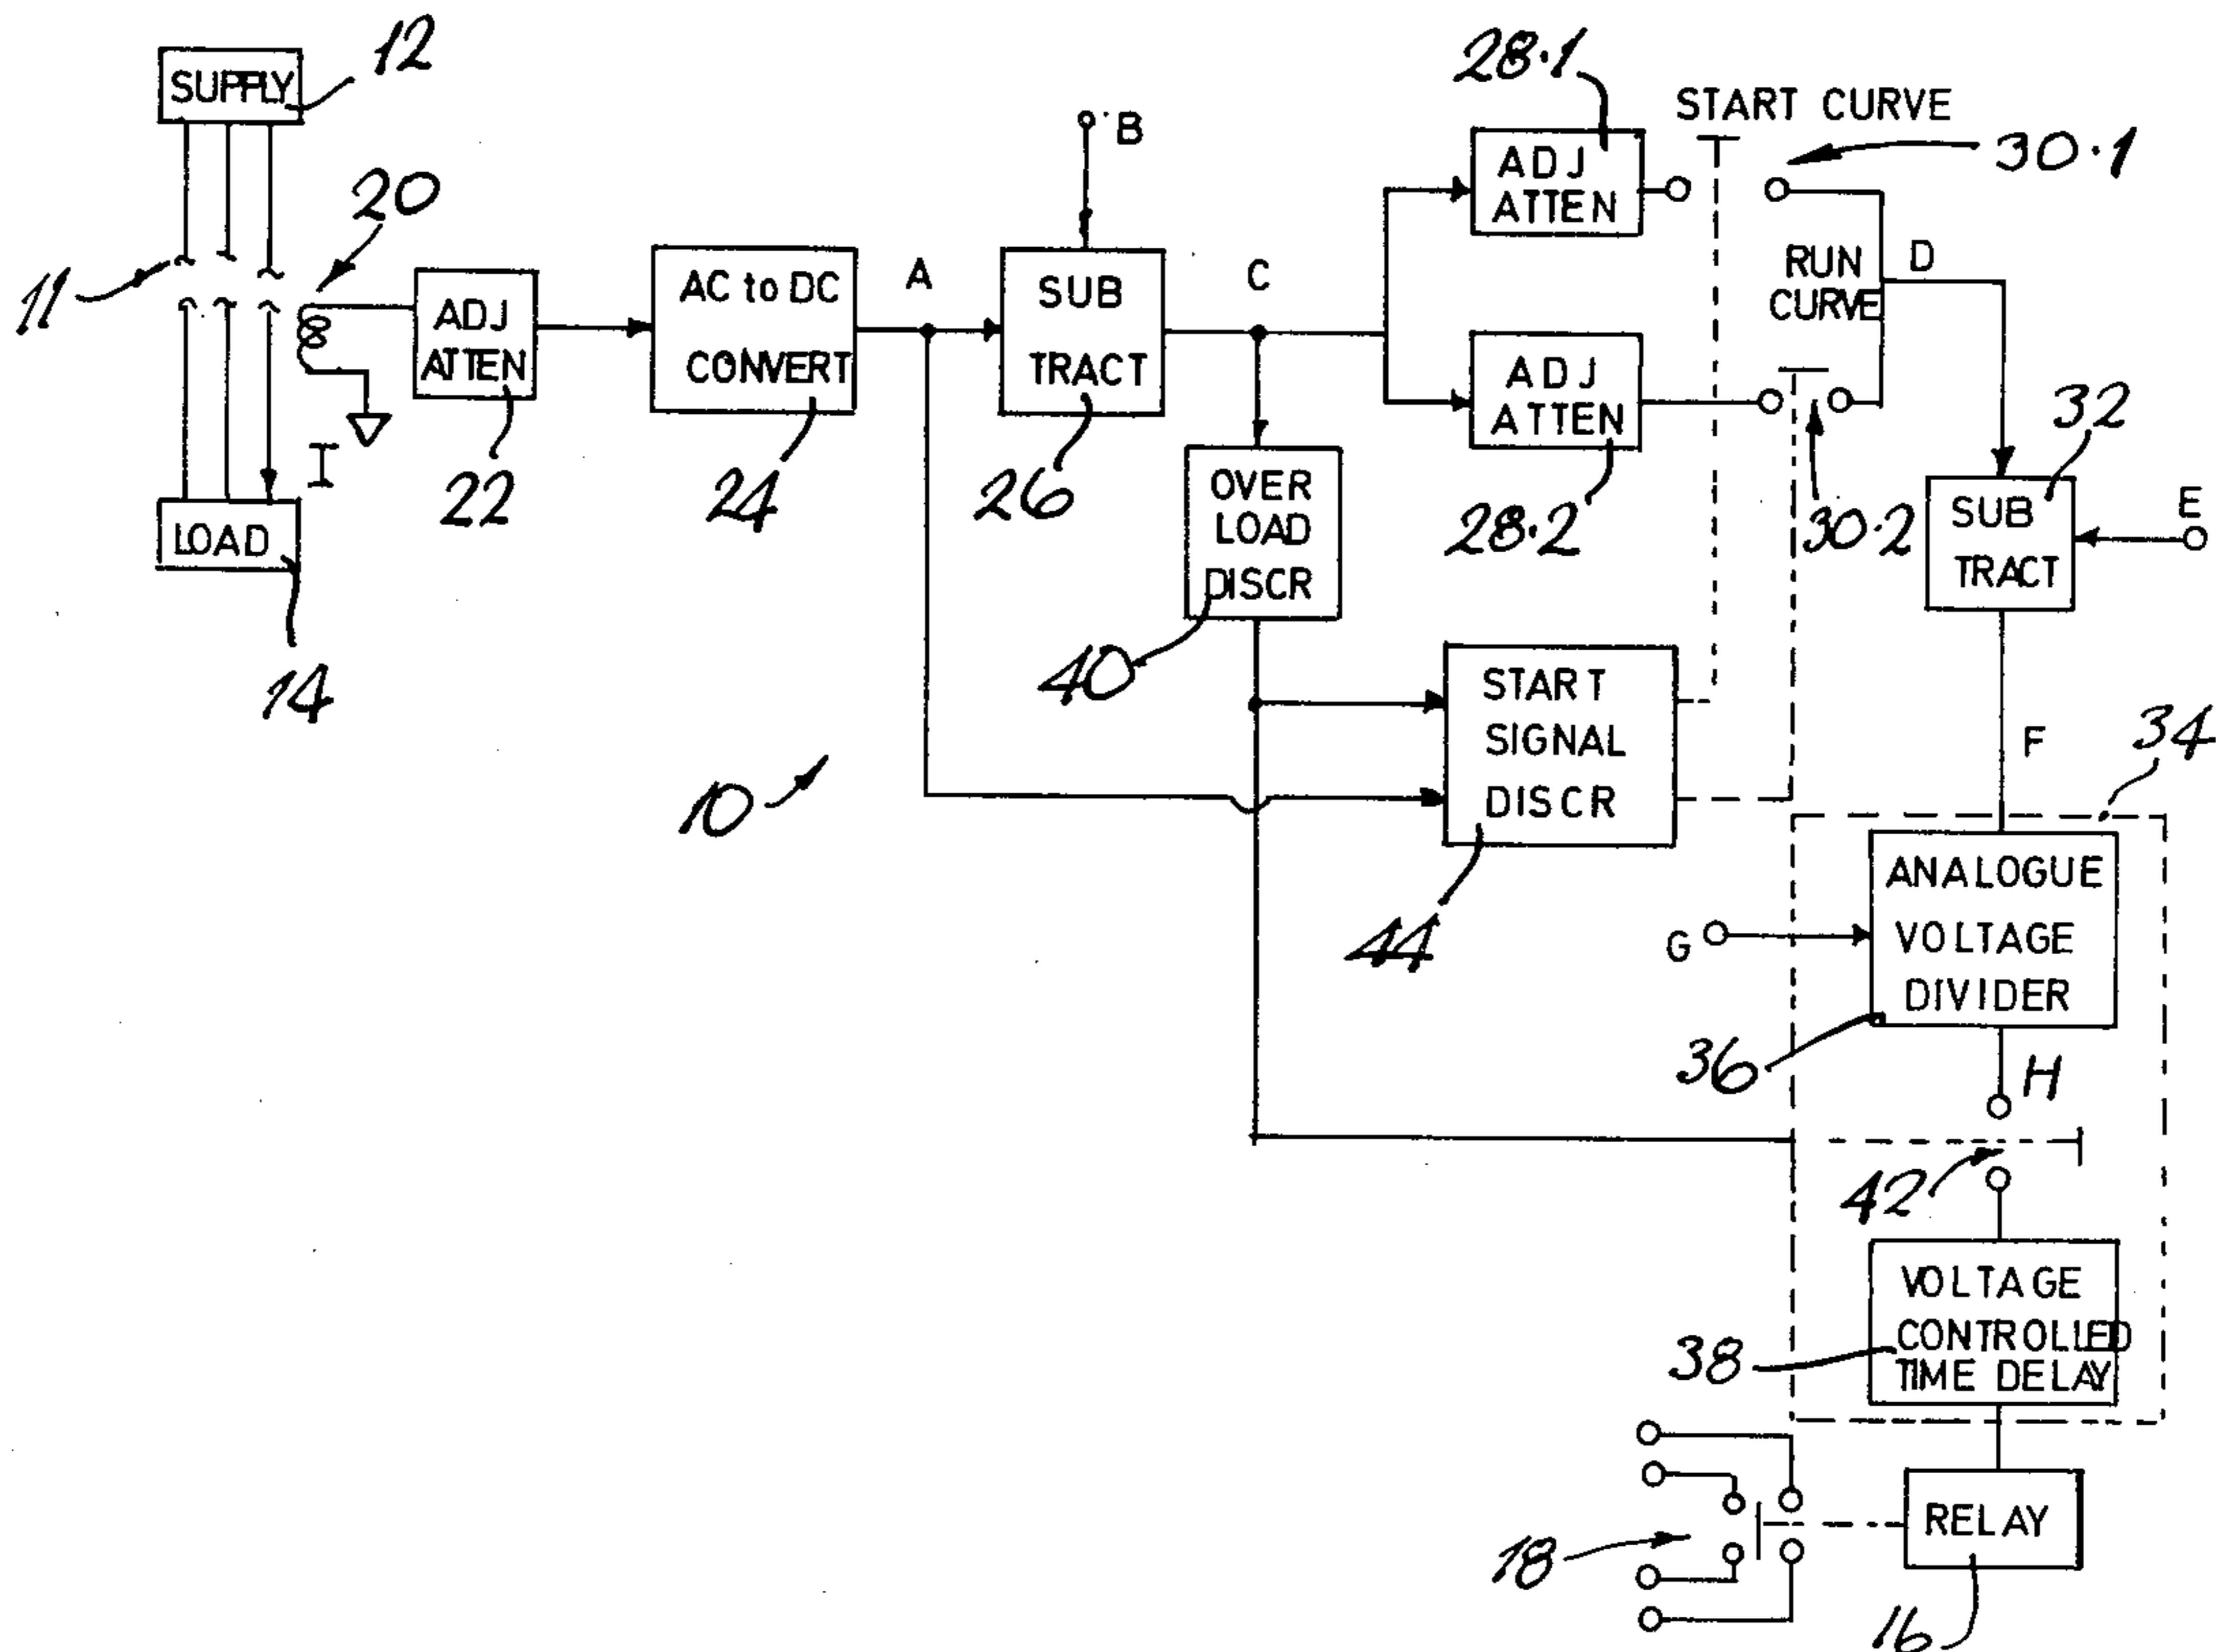 12
SUPPLY
20
11
I
LOAD
14
ADJ
ATTEN
22
AC to DC
CONVERT
24
A
B
SUB
TRACT
26
C
28.1
START CURVE
ADJ
ATTEN
30.1
RUN
CURVE
D
ADJ
ATTEN
28.2
30.2
32
SUB
TRACT
E
OVER
LOAD
DISCR
40
START
SIGNAL
DISCR
44
10
F
34
ANALOGUE
VOLTAGE
DIVIDER
G
36
H
42
VOLTAGE
CONTROLLED
TIME DELAY
38
18
RELAY
16